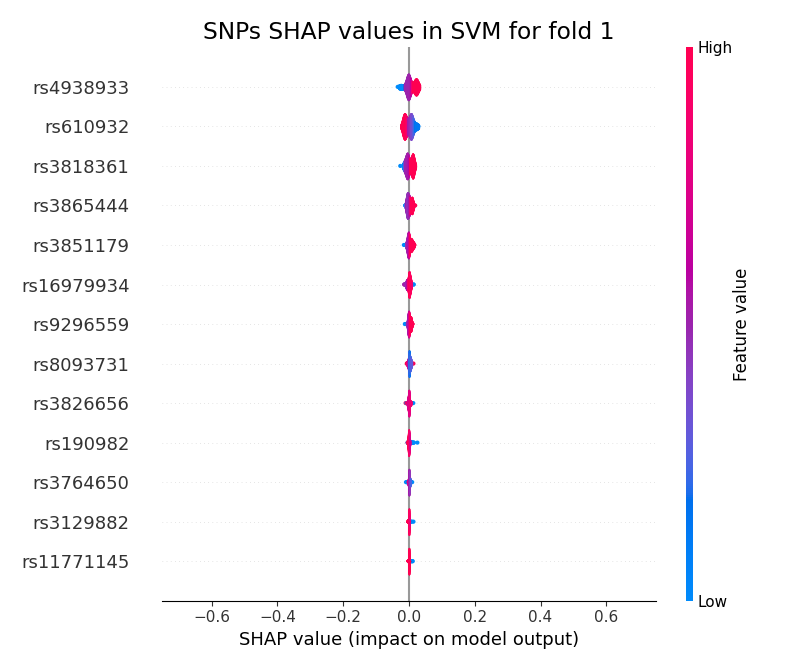 SNPs SHAP values in SVM for fold 1
High
rs4938933
rs610932
rs3818361
rs3865444
rs3851179
rs16979934
rs9296559
rs8093731
rs3826656
rs190982
rs3764650
rs3129882
rs11771145
Feature value
Low
−0.6 −0.4 −0.2 0.0 0.2 0.4 0.6
SHAP value (impact on model output)